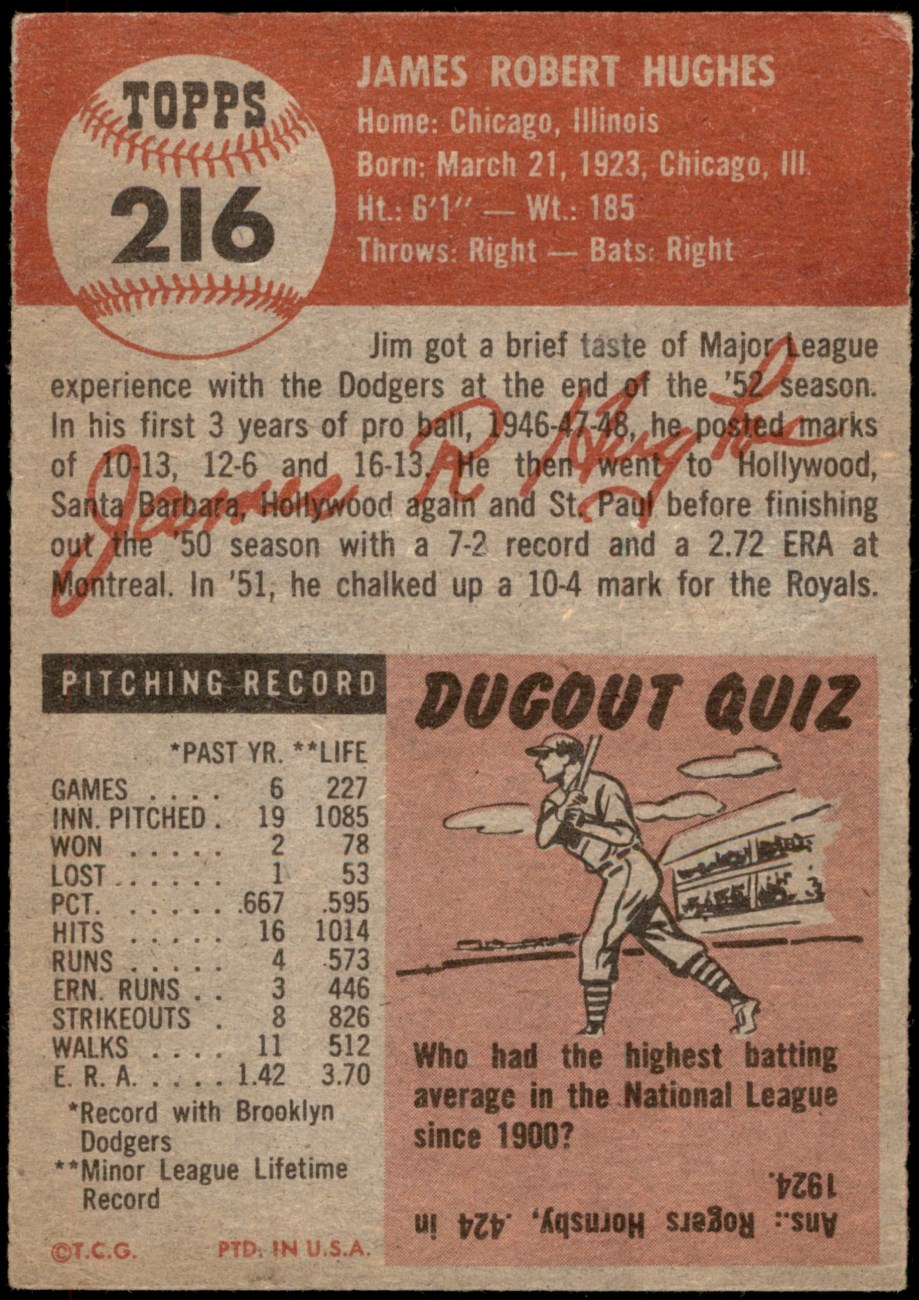 TOPPS
216
JAMES ROBERT HUGHES
Home: Chicago, Illinois
Born: March 21, 1923, Chicago, Ill.
Ht.: 6'1" — Wt.: 185
Throws: Right — Bats: Right
Jim got a brief taste of Major League
experience with the Dodgers at the end of the '52 season.
In his first 3 years of pro ball, 1946-47-48, he posted marks
of 10-13, 12-6 and 16-13. He then went to Hollywood,
Santa Barbara, Hollywood again and St. Paul before finishing
out the '50 season with a 7-2 record and a 2.72 ERA at
Montreal. In '51, he chalked up a 10-4 mark for the Royals.
James R Hughes
PITCHING RECORD
*PAST YR. **LIFE
GAMES . . . . 6 227
INN. PITCHED . 19 1085
WON . . . . . 2 78
LOST . . . . . . 1 53
PCT. . . . . . . .667 .595
HITS . . . . . 16 1014
RUNS . . . . . 4 573
ERN. RUNS . . 3 446
STRIKEOUTS . 8 826
WALKS . . . . 11 512
E. R. A. . . . . 1.42 3.70
*Record with Brooklyn
Dodgers
**Minor League Lifetime
Record
©T.C.G. PTD. IN U.S.A.
DUGOUT QUIZ
Who had the highest batting
average in the National League
since 1900?
Ans.: Rogers Hornsby, .424 in
1924.